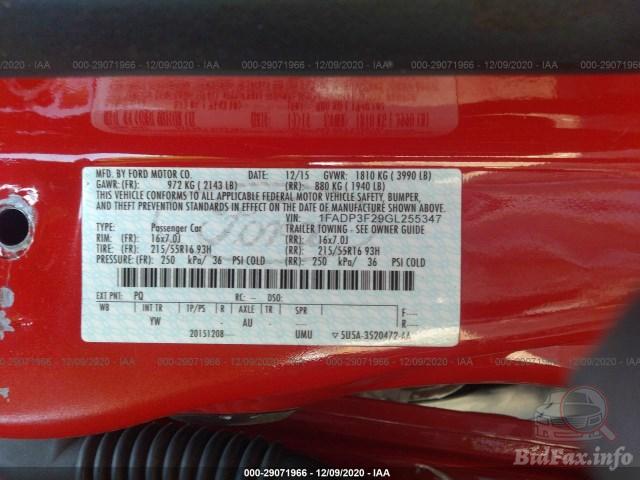 000-29071966 - 12/09/2020 - IAA
MFD. BY FORD MOTOR CO. DATE: 12/15 GVWR: 1810 KG ( 3990 LB)
GAWR: (FR): 972 KG ( 2143 LB) (RR): 880 KG ( 1940 LB)
THIS VEHICLE CONFORMS TO ALL APPLICABLE FEDERAL MOTOR VEHICLE SAFETY, BUMPER,
AND THEFT PREVENTION STANDARDS IN EFFECT ON THE DATE OF MANUFACTURE SHOWN ABOVE.
VIN: 1FADP3F29GL255347
TYPE: Passenger Car TRAILER TOWING - SEE OWNER GUIDE
RIM: (FR) 16x7.0J (RR): 16x7.0J
TIRE: (FR) 215/55R16 93H (RR): 215/55R16 93H
PRESSURE: (FR) 250 kPa/ 36 PSI COLD (RR): 250 kPa/ 36 PSI COLD
EXT PNT: PQ RC: DSO:
WB INT TR TP/PS R AXLE TR SPR F---
YW AU R---
20151208 UMU ▽5U5A-3520472-AA
BidFax.info
000-29071966 - 12/09/2020 - IAA